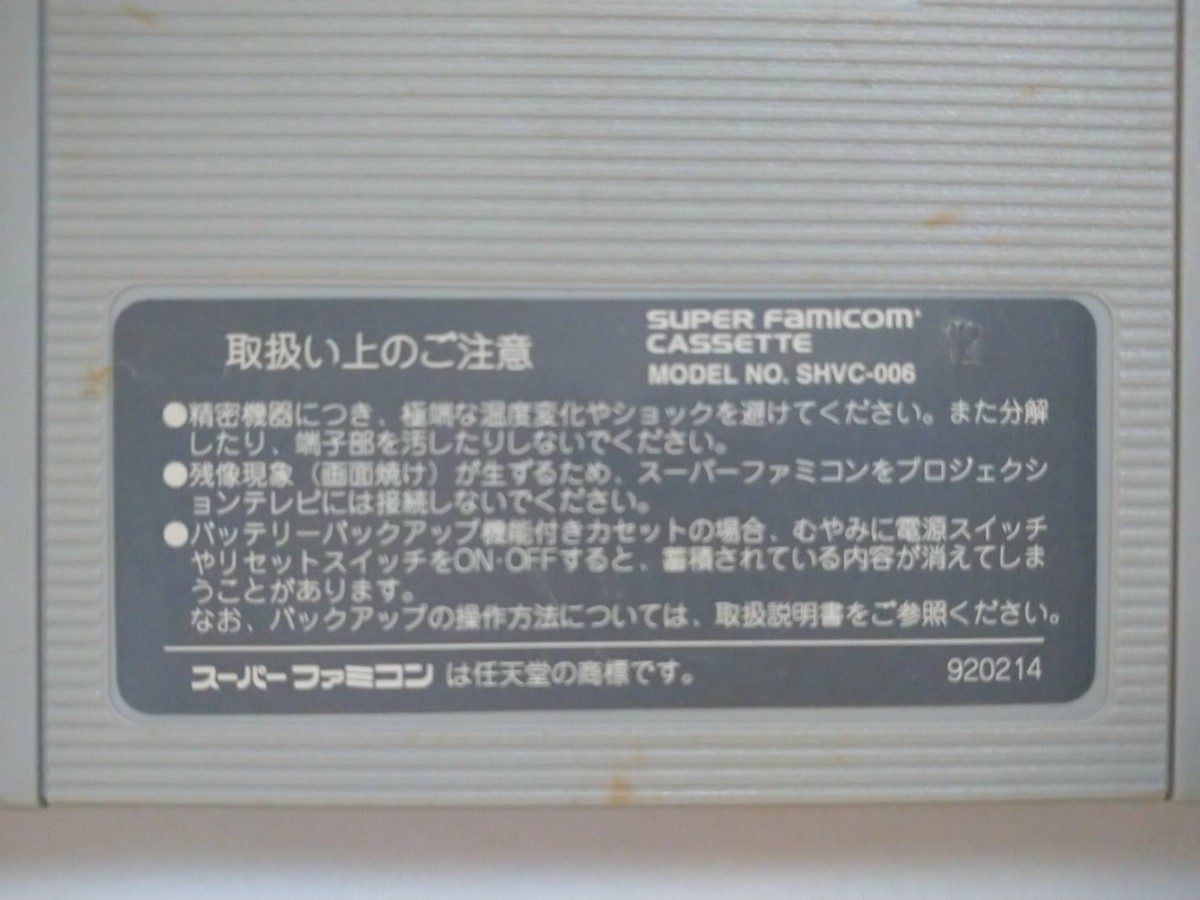 取扱い上のご注意
SUPER FAMICOM
CASSETTE
MODEL NO. SHVC-006
12
●精密機器につき、極端な温度変化やショックを避けてください。また分解
したり、端子部を汚したりしないでください。
●残像現象（画面焼け）が生ずるため、スーパーファミコンをプロジェクシ
ョンテレビには接続しないでください。
●バッテリーバックアップ機能付きカセットの場合、むやみに電源スイッチ
やリセットスイッチをON·OFFすると、蓄積されている内容が消えてしま
うことがあります。
なお、バックアップの操作方法については、取扱説明書をご参照ください。
スーパーファミコン は任天堂の商標です。
920214